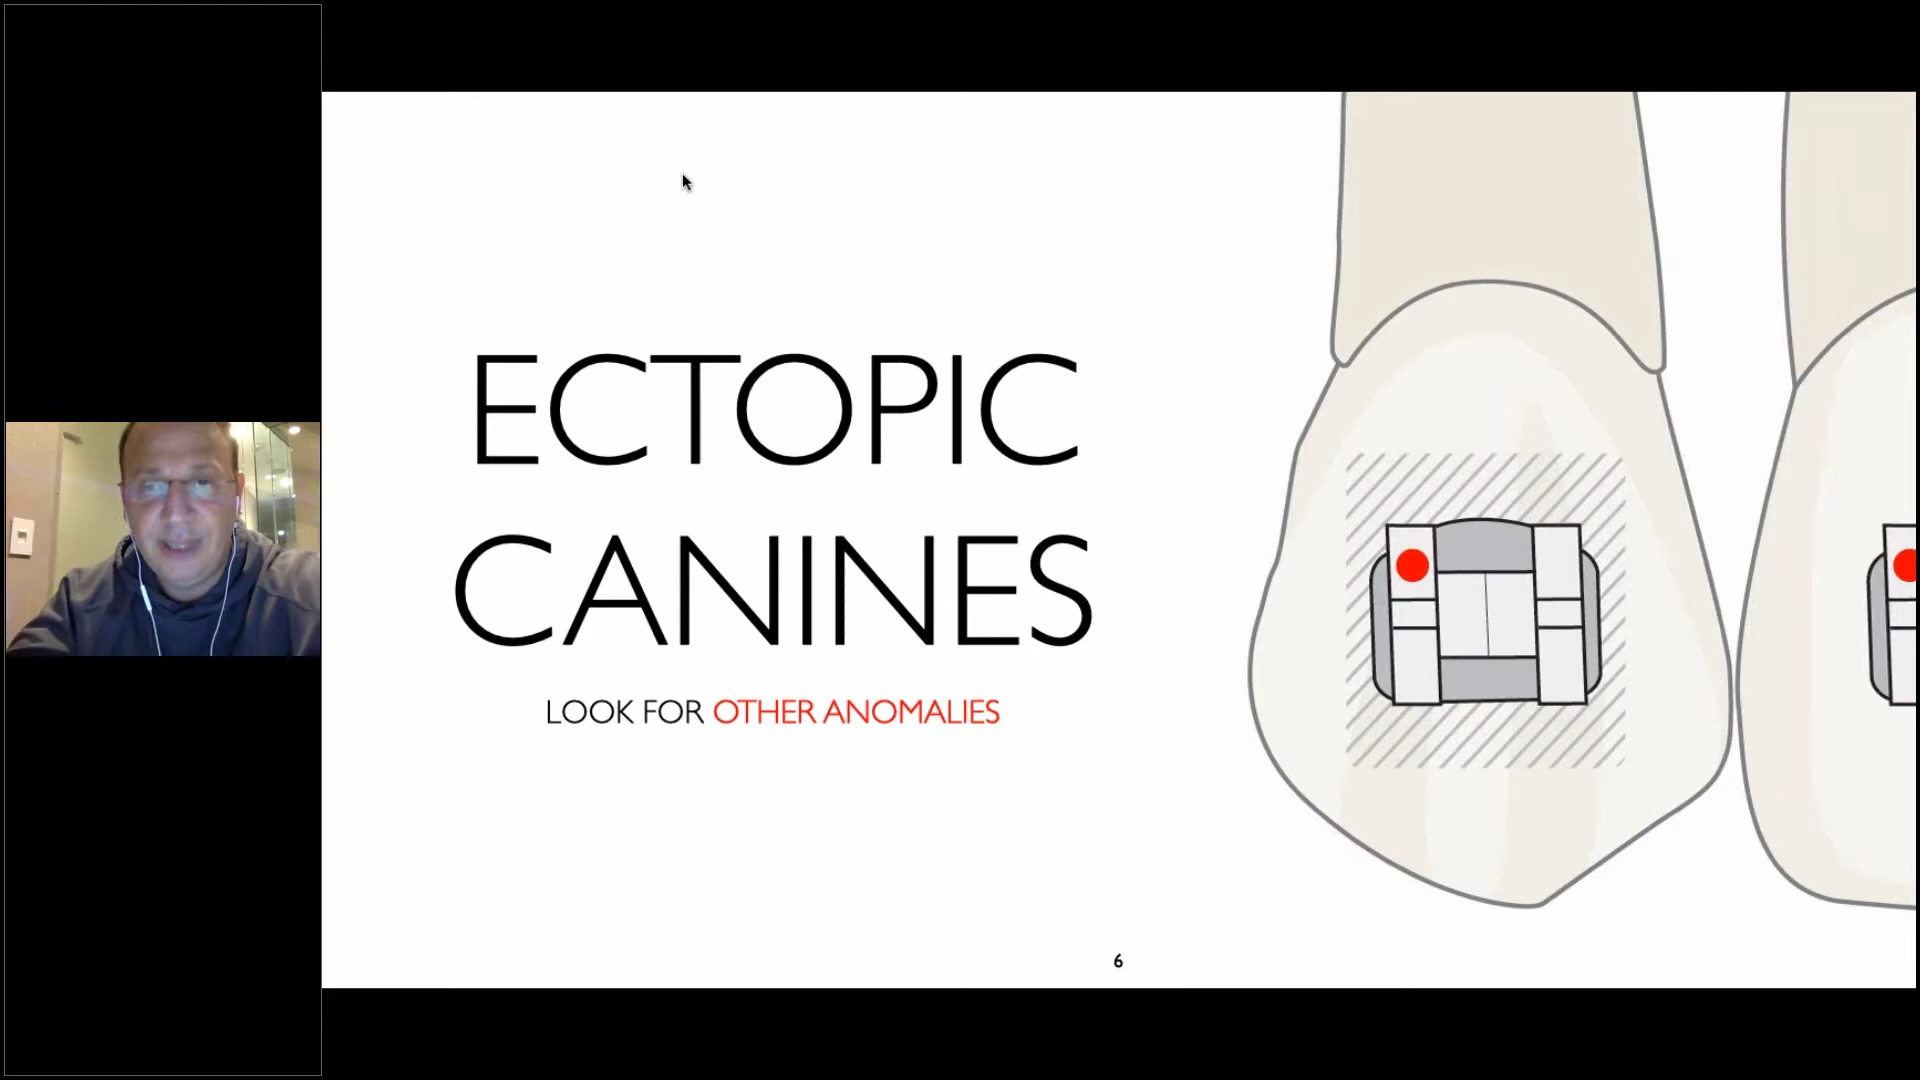 ECTOPIC
CANINES
LOOK FOR OTHER ANOMALIES
6